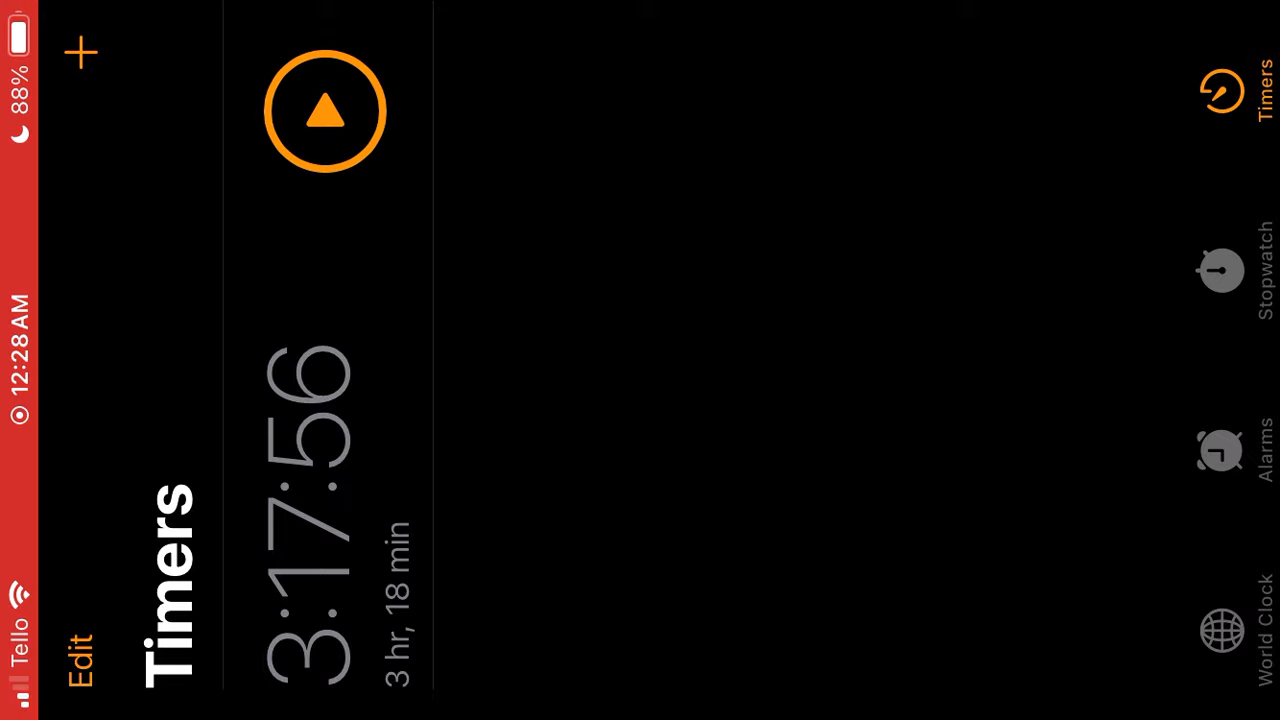 Tello 12:28 AM 88%
Edit
Timers
3:17:56
3 hr, 18 min
World Clock Alarms Stopwatch Timers